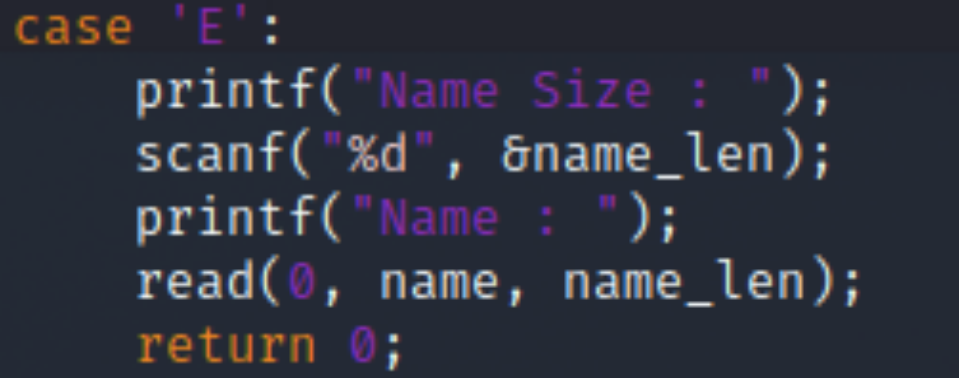 case 'E':
printf("Name Size : ");
scanf("%d", &name_len);
printf("Name : ");
read(0, name, name_len);
return 0;